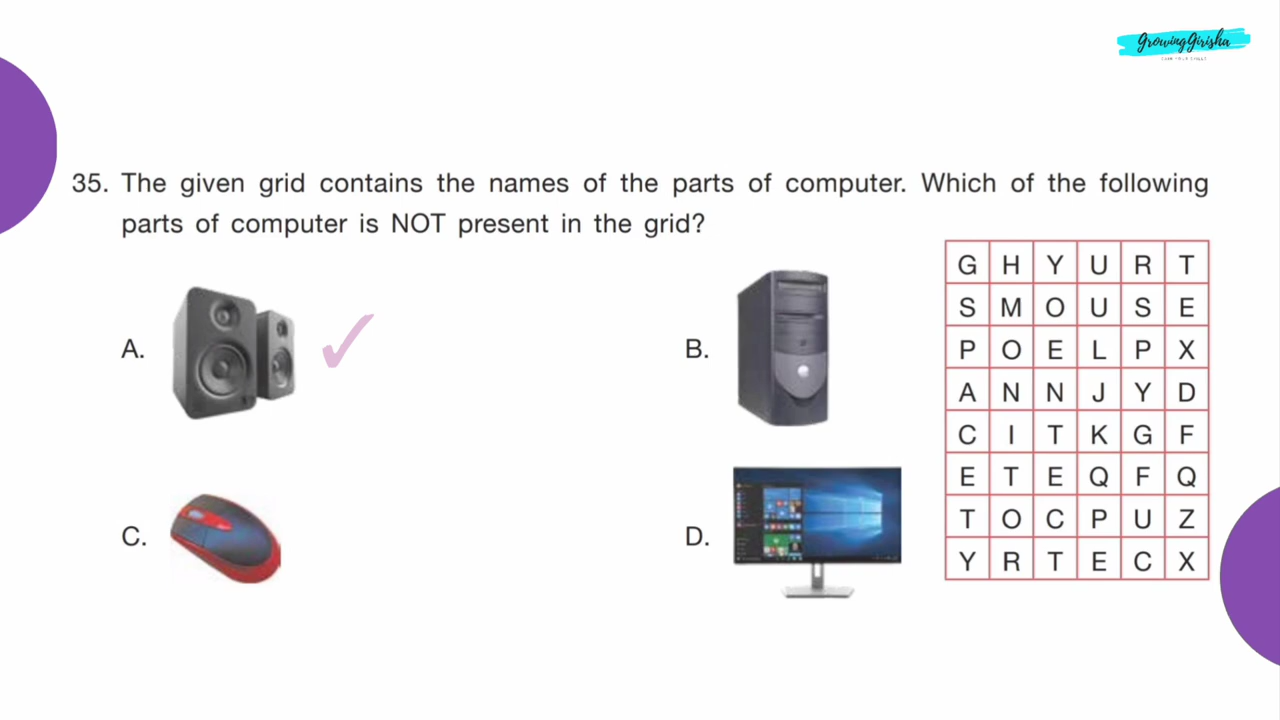 GrowingGirisha
35. The given grid contains the names of the parts of computer. Which of the following
parts of computer is NOT present in the grid?
A.
B.
C.
D.
G H Y U R T
S M O U S E
P O E L P X
A N N J Y D
C I T K G F
E T E Q F Q
T O C P U Z
Y R T E C X